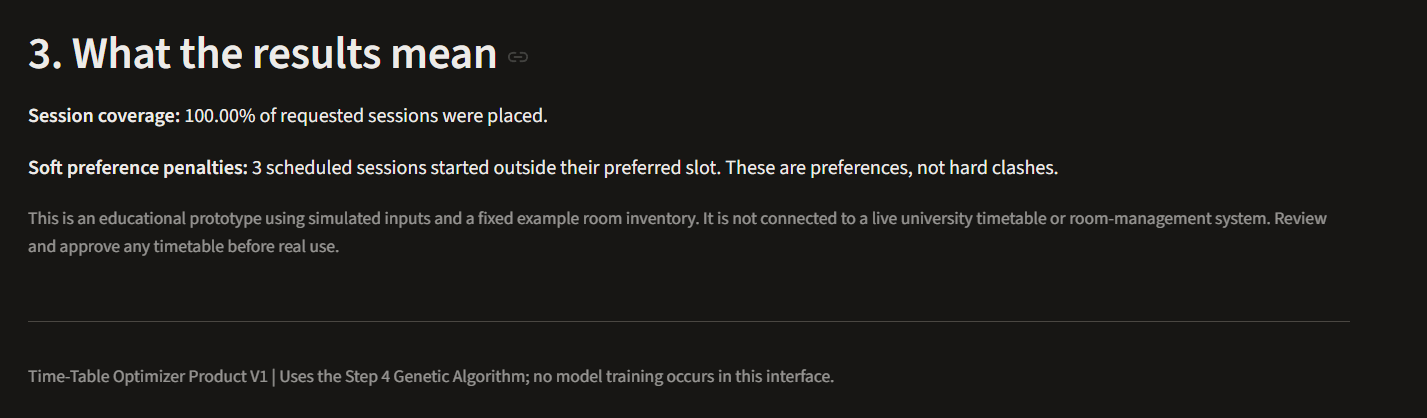 3. What the results mean
Session coverage: 100.00% of requested sessions were placed.
Soft preference penalties: 3 scheduled sessions started outside their preferred slot. These are preferences, not hard clashes.
This is an educational prototype using simulated inputs and a fixed example room inventory. It is not connected to a live university timetable or room-management system. Review
and approve any timetable before real use.
Time-Table Optimizer Product V1 | Uses the Step 4 Genetic Algorithm; no model training occurs in this interface.